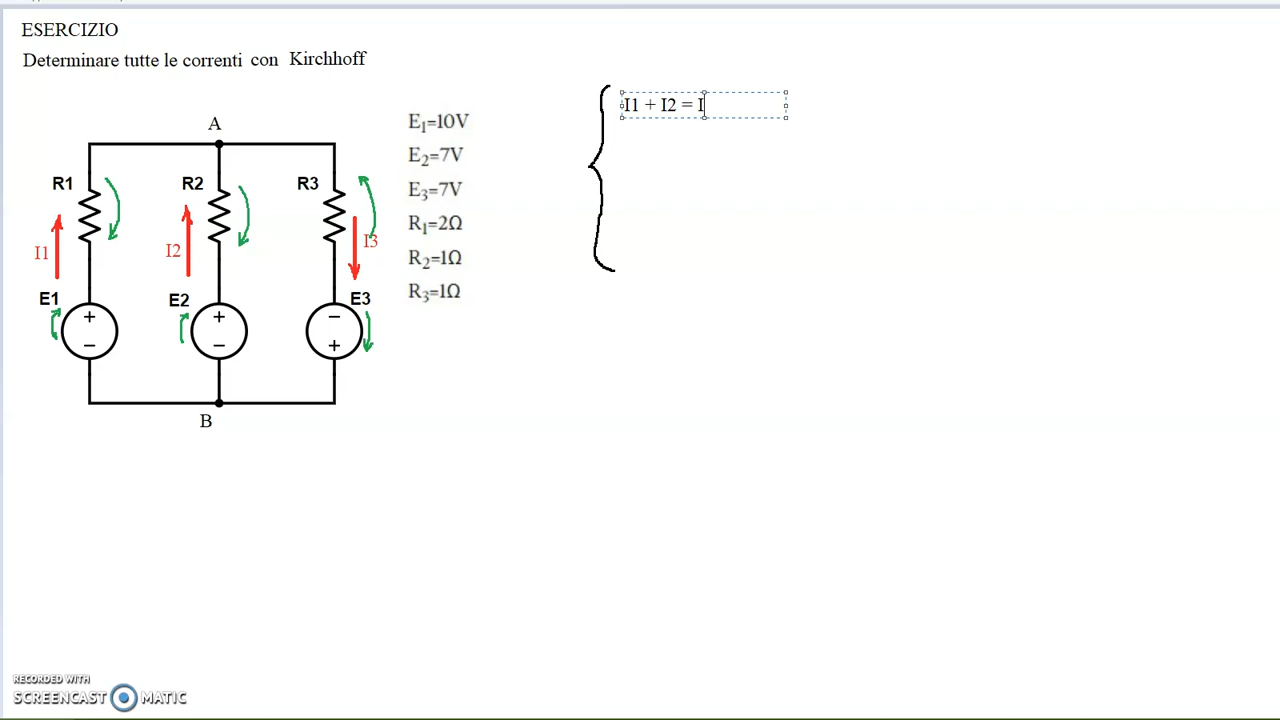 ESERCIZIO
Determinare tutte le correnti con Kirchhoff
I1 + I2 = I
A
E1=10V
E2=7V
E3=7V
R1=2Ω
R2=1Ω
R3=1Ω
R1 R2 R3
I1 I2 I3
E1 E2 E3
+ + −
− − +
B
RECORDED WITH
SCREENCAST MATIC